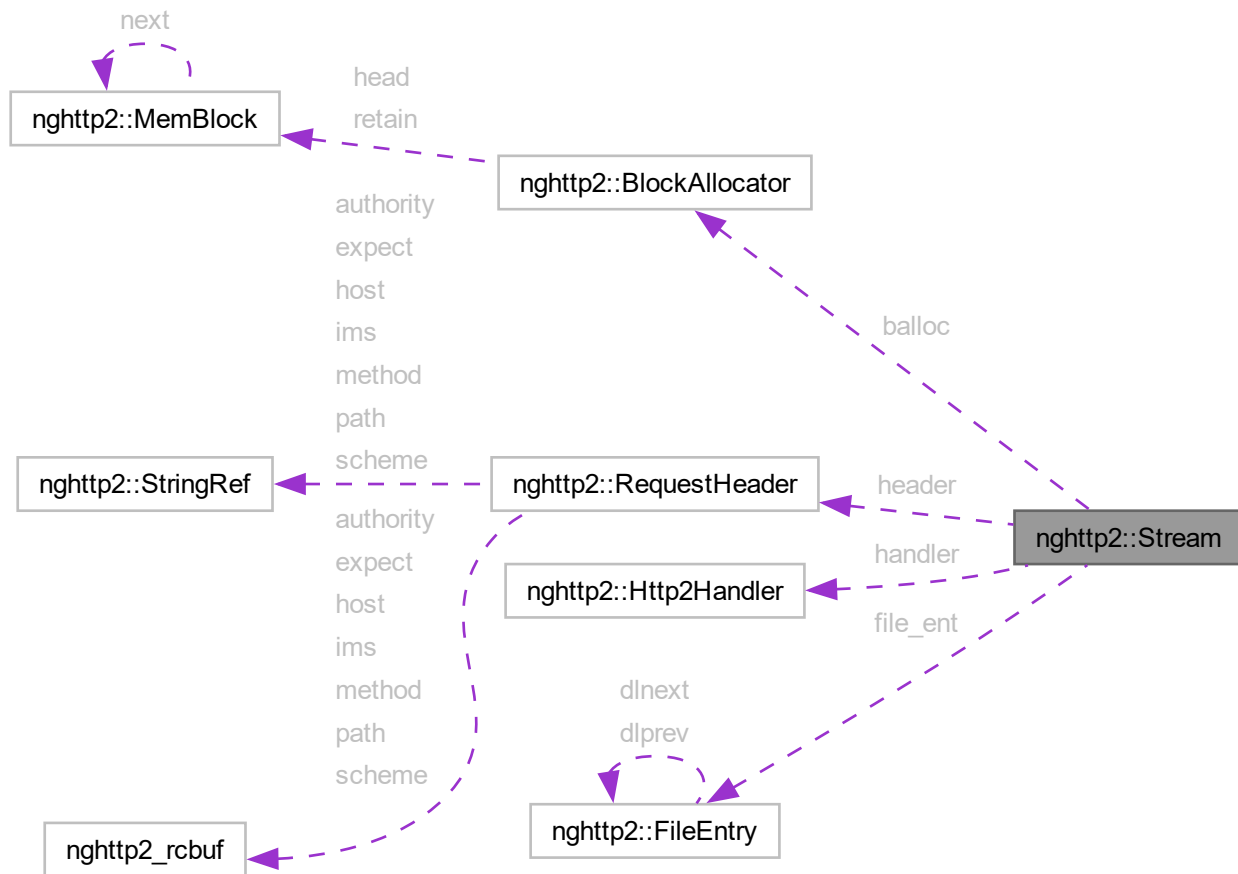 next
head
nghttp2::MemBlock
retain
nghttp2::BlockAllocator
authority
expect
host
balloc
ims
method
path
scheme
nghttp2::StringRef
nghttp2::RequestHeader
header
authority
nghttp2::Stream
expect
handler
nghttp2::Http2Handler
host
file_ent
ims
method
dlnext
path
dlprev
scheme
nghttp2::FileEntry
nghttp2_rcbuf